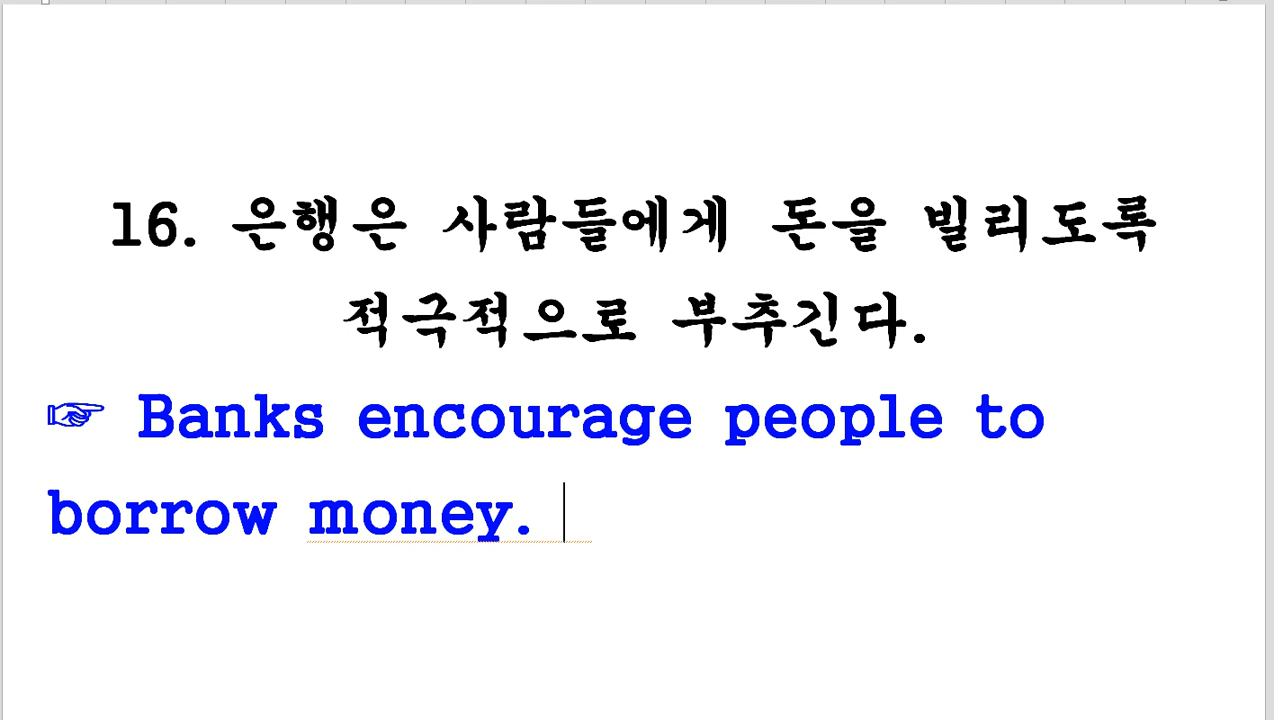 16. 은행은 사람들에게 돈을 빌리도록
적극적으로 부추긴다.
☞ Banks encourage people to
borrow money.